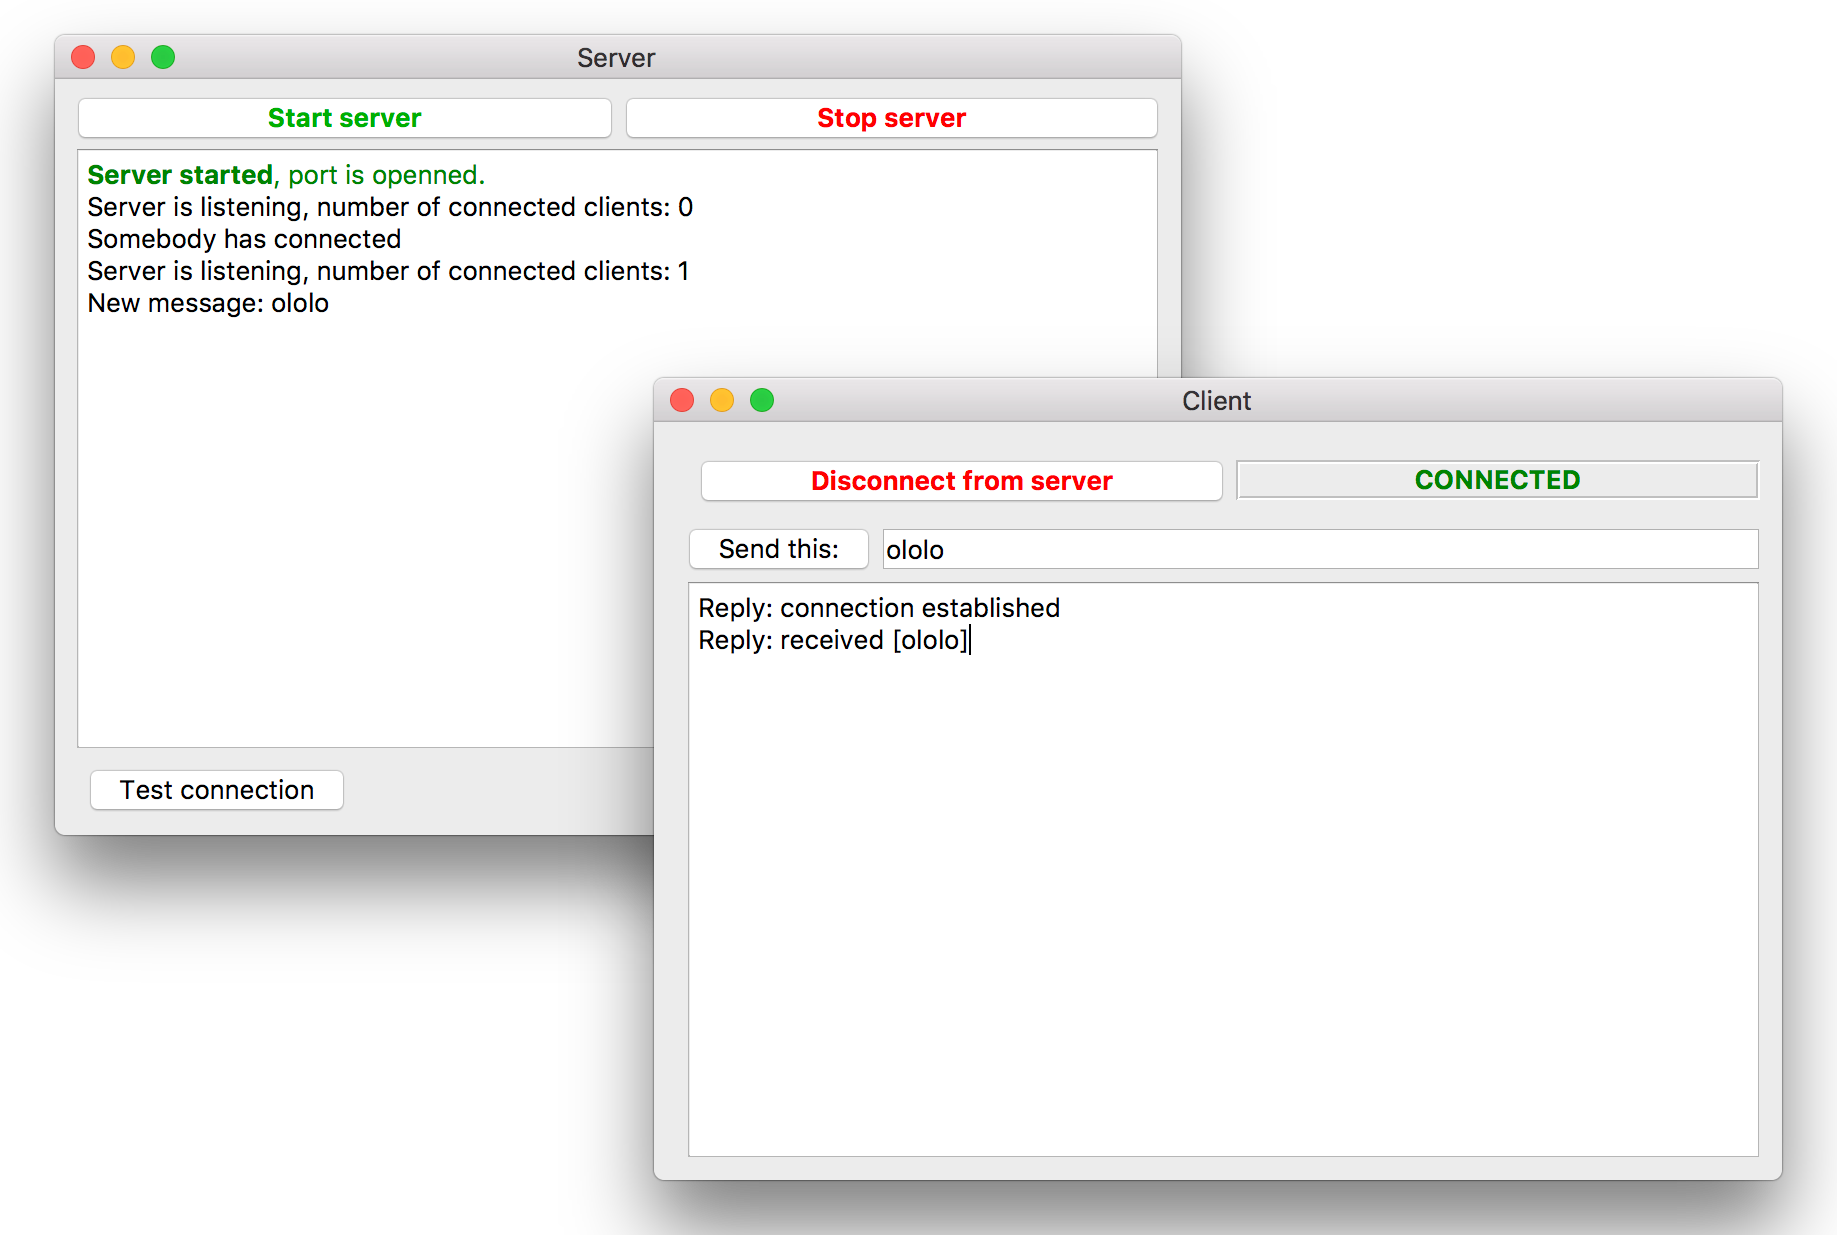 Server
Start server
Stop server
Server started, port is openned.
Server is listening, number of connected clients: 0
Somebody has connected
Server is listening, number of connected clients: 1
New message: ololo
Test connection
Client
Disconnect from server
CONNECTED
Send this:
ololo
Reply: connection established
Reply: received [ololo]